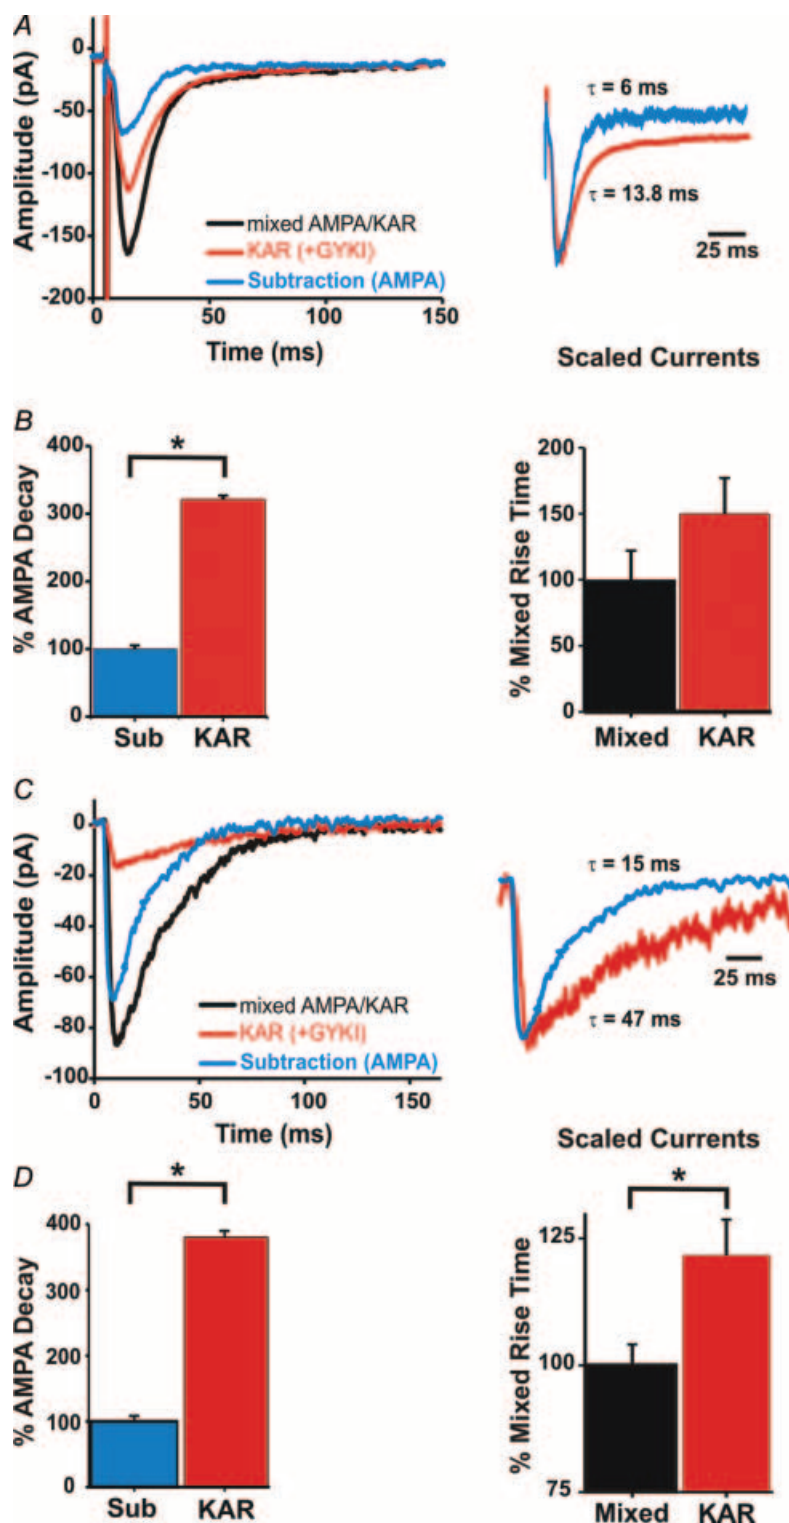 A
Amplitude (pA)
0
-50
-100
-150
-200
mixed AMPA/KAR
KAR (+GYKI)
Subtraction (AMPA)
0
50
100
150
Time (ms)
τ = 6 ms
τ = 13.8 ms
25 ms
Scaled Currents
B
% AMPA Decay
400
300
200
100
0
*
Sub
KAR
% Mixed Rise Time
200
150
100
50
0
Mixed
KAR
C
Amplitude (pA)
0
-20
-40
-60
-80
-100
mixed AMPA/KAR
KAR (+GYKI)
Subtraction (AMPA)
0
50
100
150
Time (ms)
τ = 15 ms
25 ms
τ = 47 ms
Scaled Currents
D
% AMPA Decay
400
300
200
100
0
*
Sub
KAR
% Mixed Rise Time
125
100
75
*
Mixed
KAR